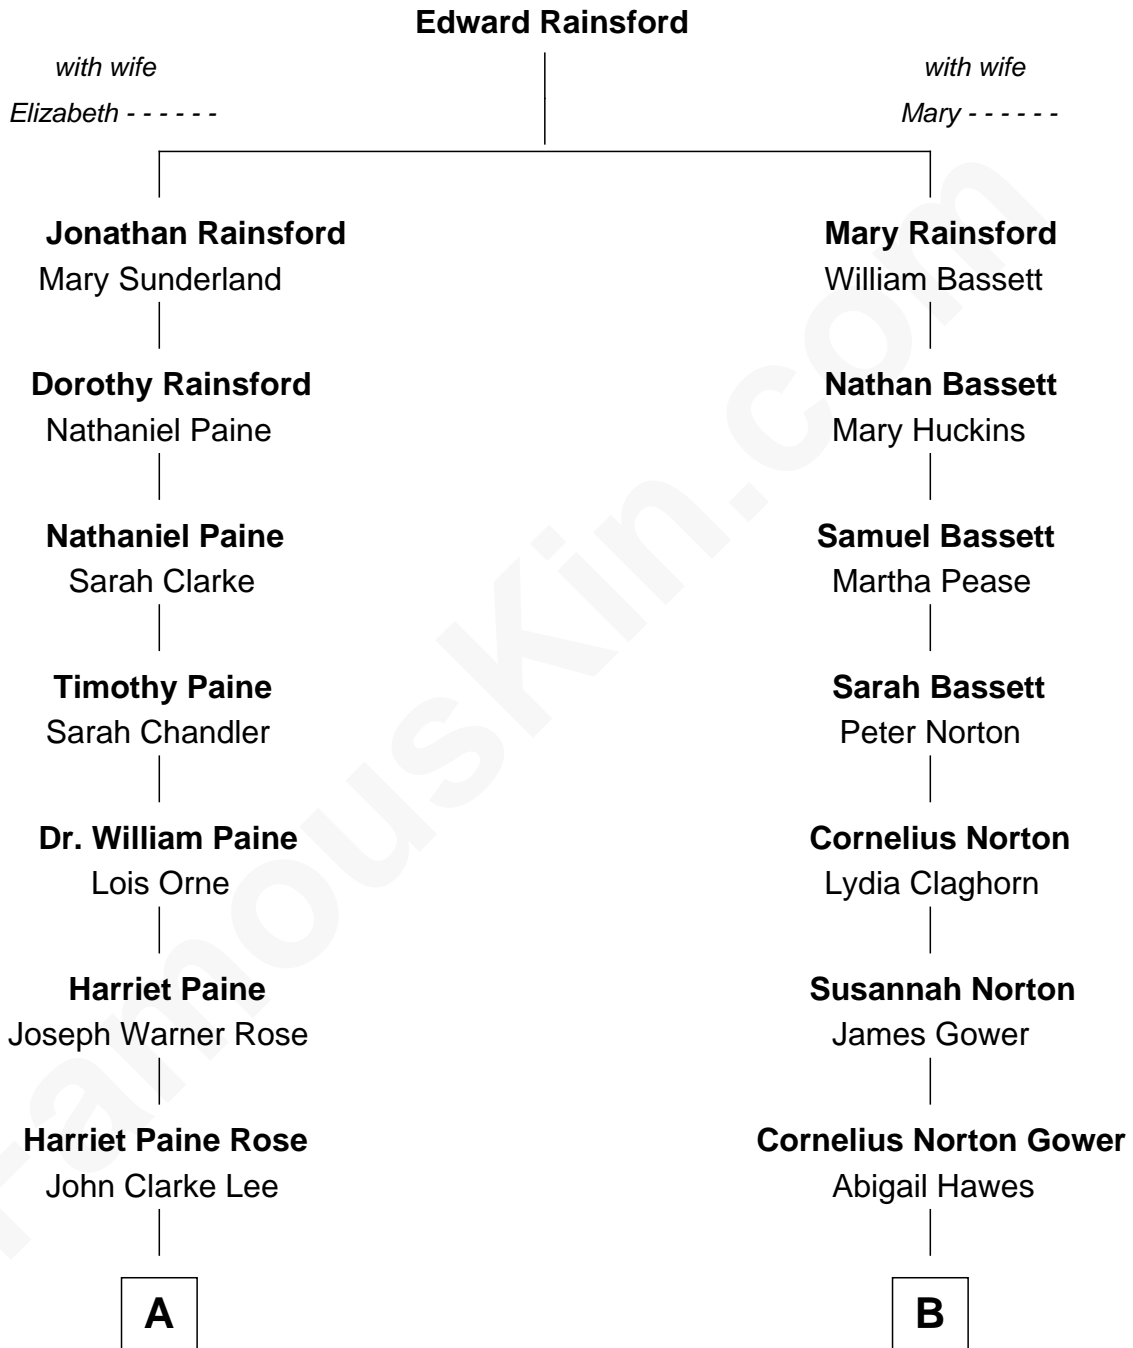 Edward Rainsford
with wife
Elizabeth - - - - - -
with wife
Mary - - - - - -
Jonathan Rainsford
Mary Sunderland
Mary Rainsford
William Bassett
Dorothy Rainsford
Nathaniel Paine
Nathan Bassett
Mary Huckins
Nathaniel Paine
Sarah Clarke
Samuel Bassett
Martha Pease
Timothy Paine
Sarah Chandler
Sarah Bassett
Peter Norton
Dr. William Paine
Lois Orne
Cornelius Norton
Lydia Claghorn
Harriet Paine
Joseph Warner Rose
Susannah Norton
James Gower
Harriet Paine Rose
John Clarke Lee
Cornelius Norton Gower
Abigail Hawes
A
B
FamousKin.com